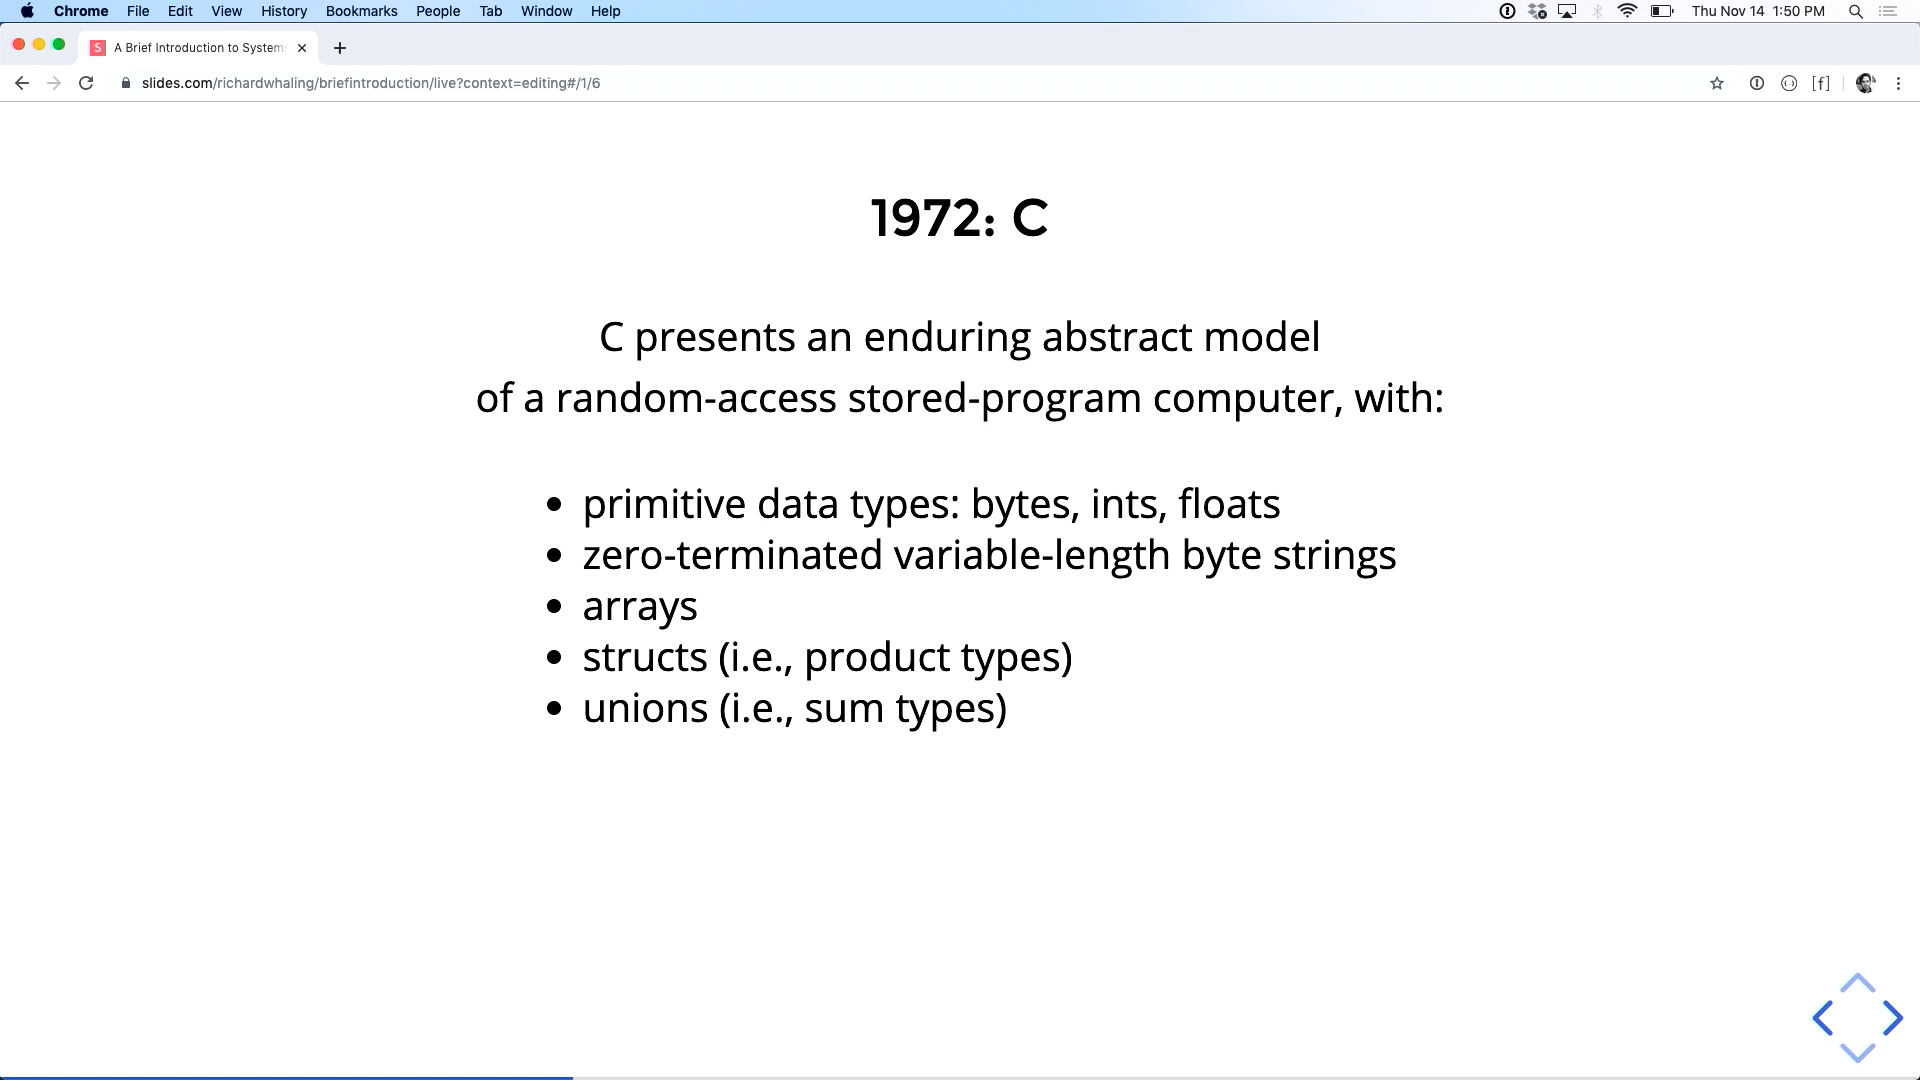 Chrome File Edit View History Bookmarks People Tab Window Help Thu Nov 14 1:50 PM
S A Brief Introduction to System
slides.com/richardwhaling/briefintroduction/live?context=editing#/1/6 [f]
1972: C
C presents an enduring abstract model
of a random-access stored-program computer, with:
• primitive data types: bytes, ints, floats
• zero-terminated variable-length byte strings
• arrays
• structs (i.e., product types)
• unions (i.e., sum types)